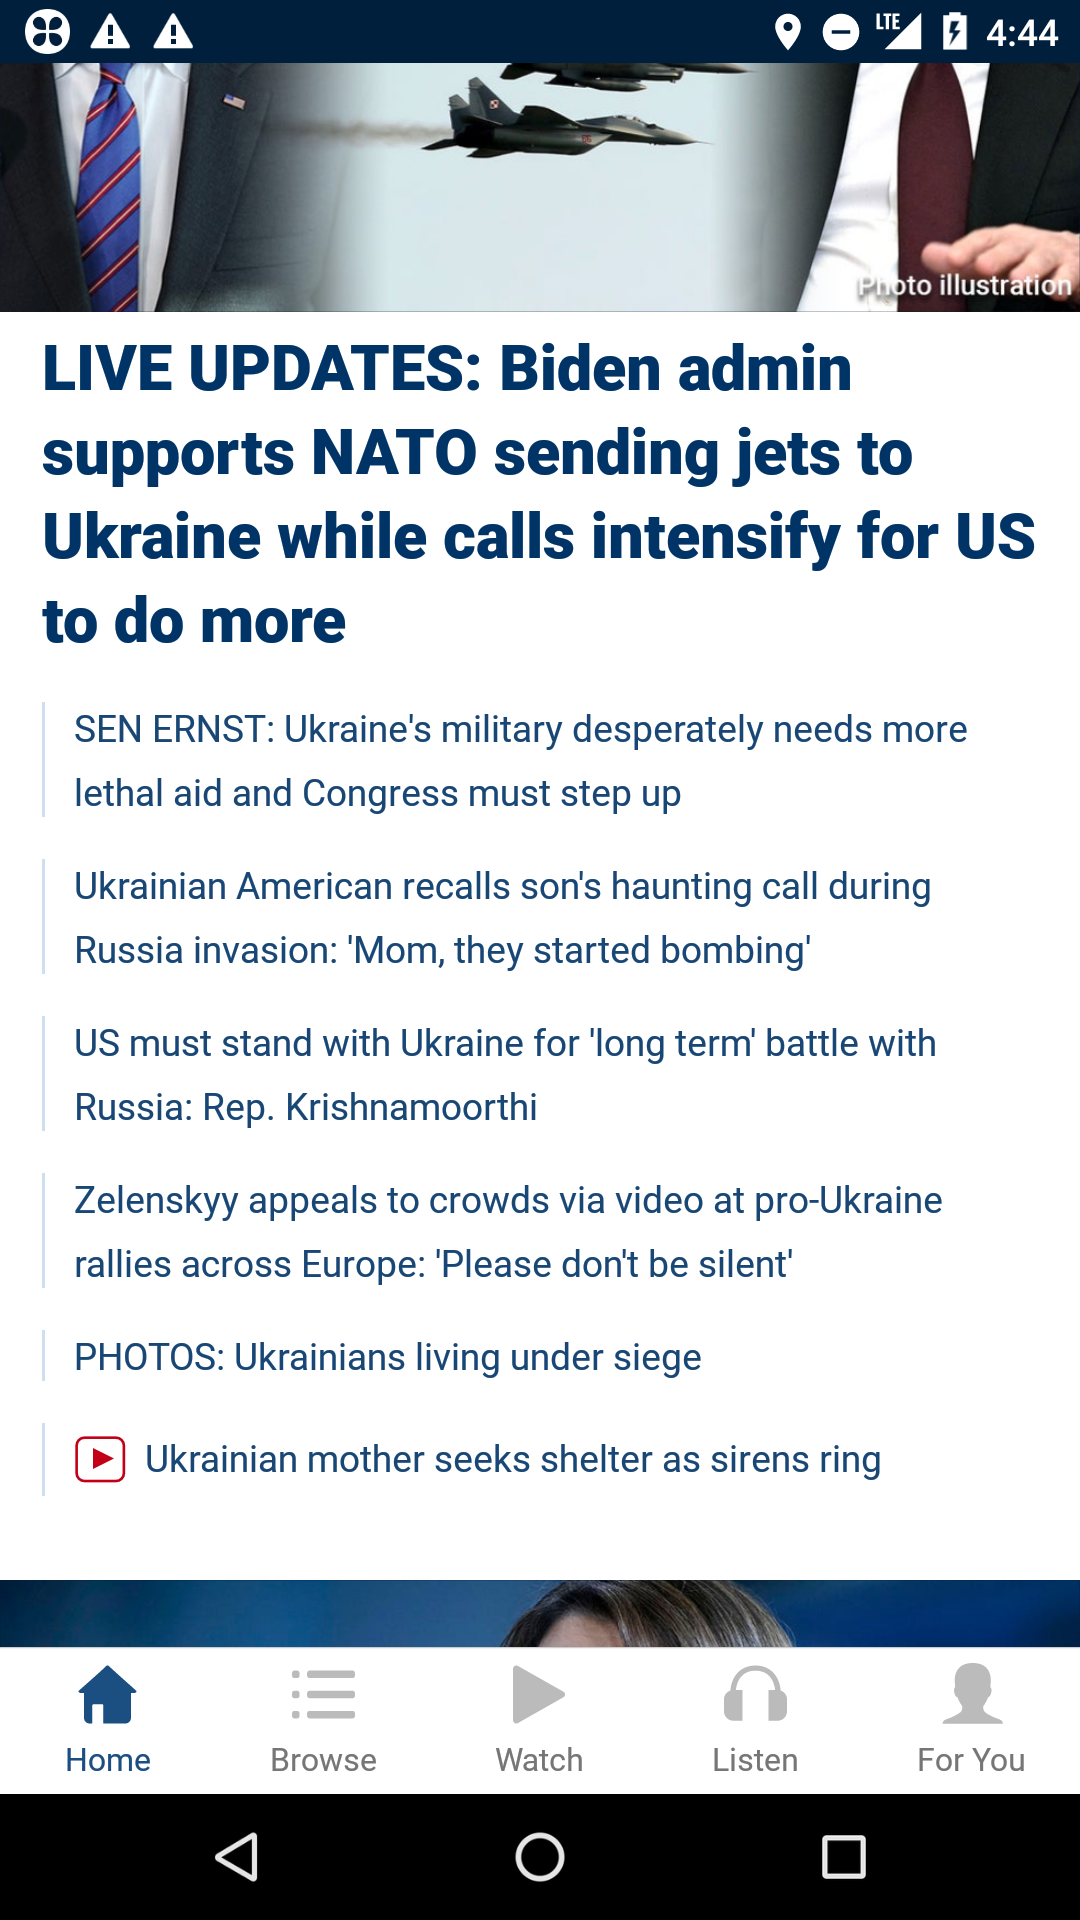 LTE 4:44
Photo illustration
LIVE UPDATES: Biden admin
supports NATO sending jets to
Ukraine while calls intensify for US
to do more
SEN ERNST: Ukraine's military desperately needs more
lethal aid and Congress must step up
Ukrainian American recalls son's haunting call during
Russia invasion: 'Mom, they started bombing'
US must stand with Ukraine for 'long term' battle with
Russia: Rep. Krishnamoorthi
Zelenskyy appeals to crowds via video at pro-Ukraine
rallies across Europe: 'Please don't be silent'
PHOTOS: Ukrainians living under siege
Ukrainian mother seeks shelter as sirens ring
Home Browse Watch Listen For You